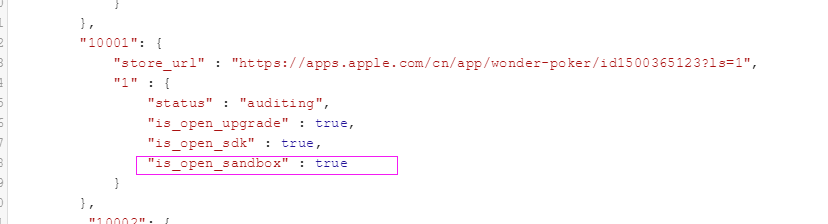 }
},
"10001": {
"store_url" : "https://apps.apple.com/cn/app/wonder-poker/id1500365123?ls=1",
"1" : {
"status" : "auditing",
"is_open_upgrade" : true,
"is_open_sdk" : true,
"is_open_sandbox" : true
}
},
"10002": {